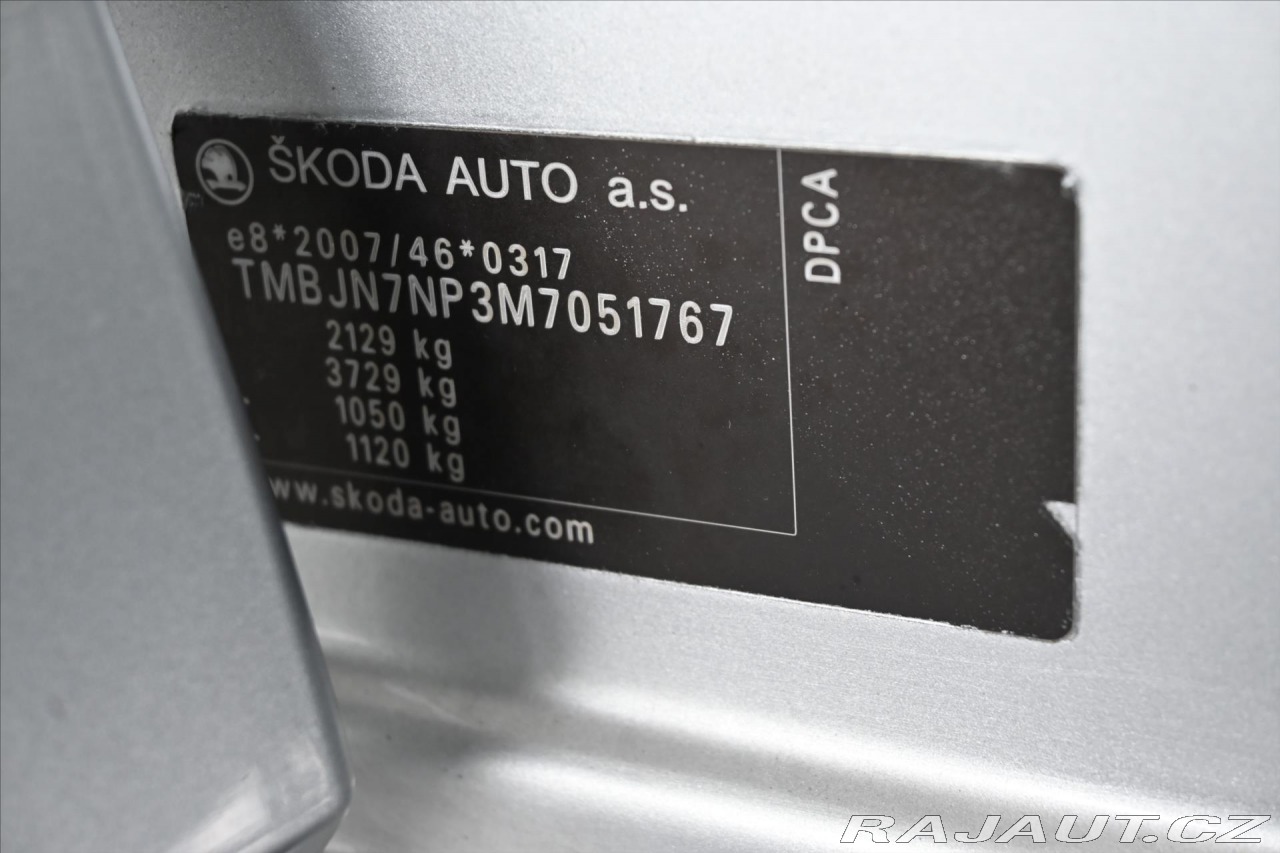 ŠKODA AUTO a.s.
e8*2007/46*0317
TMBJN7NP3M7051767
2129 kg
3729 kg
1050 kg
1120 kg
www.skoda-auto.com
DPCA
RAJAUT.CZ